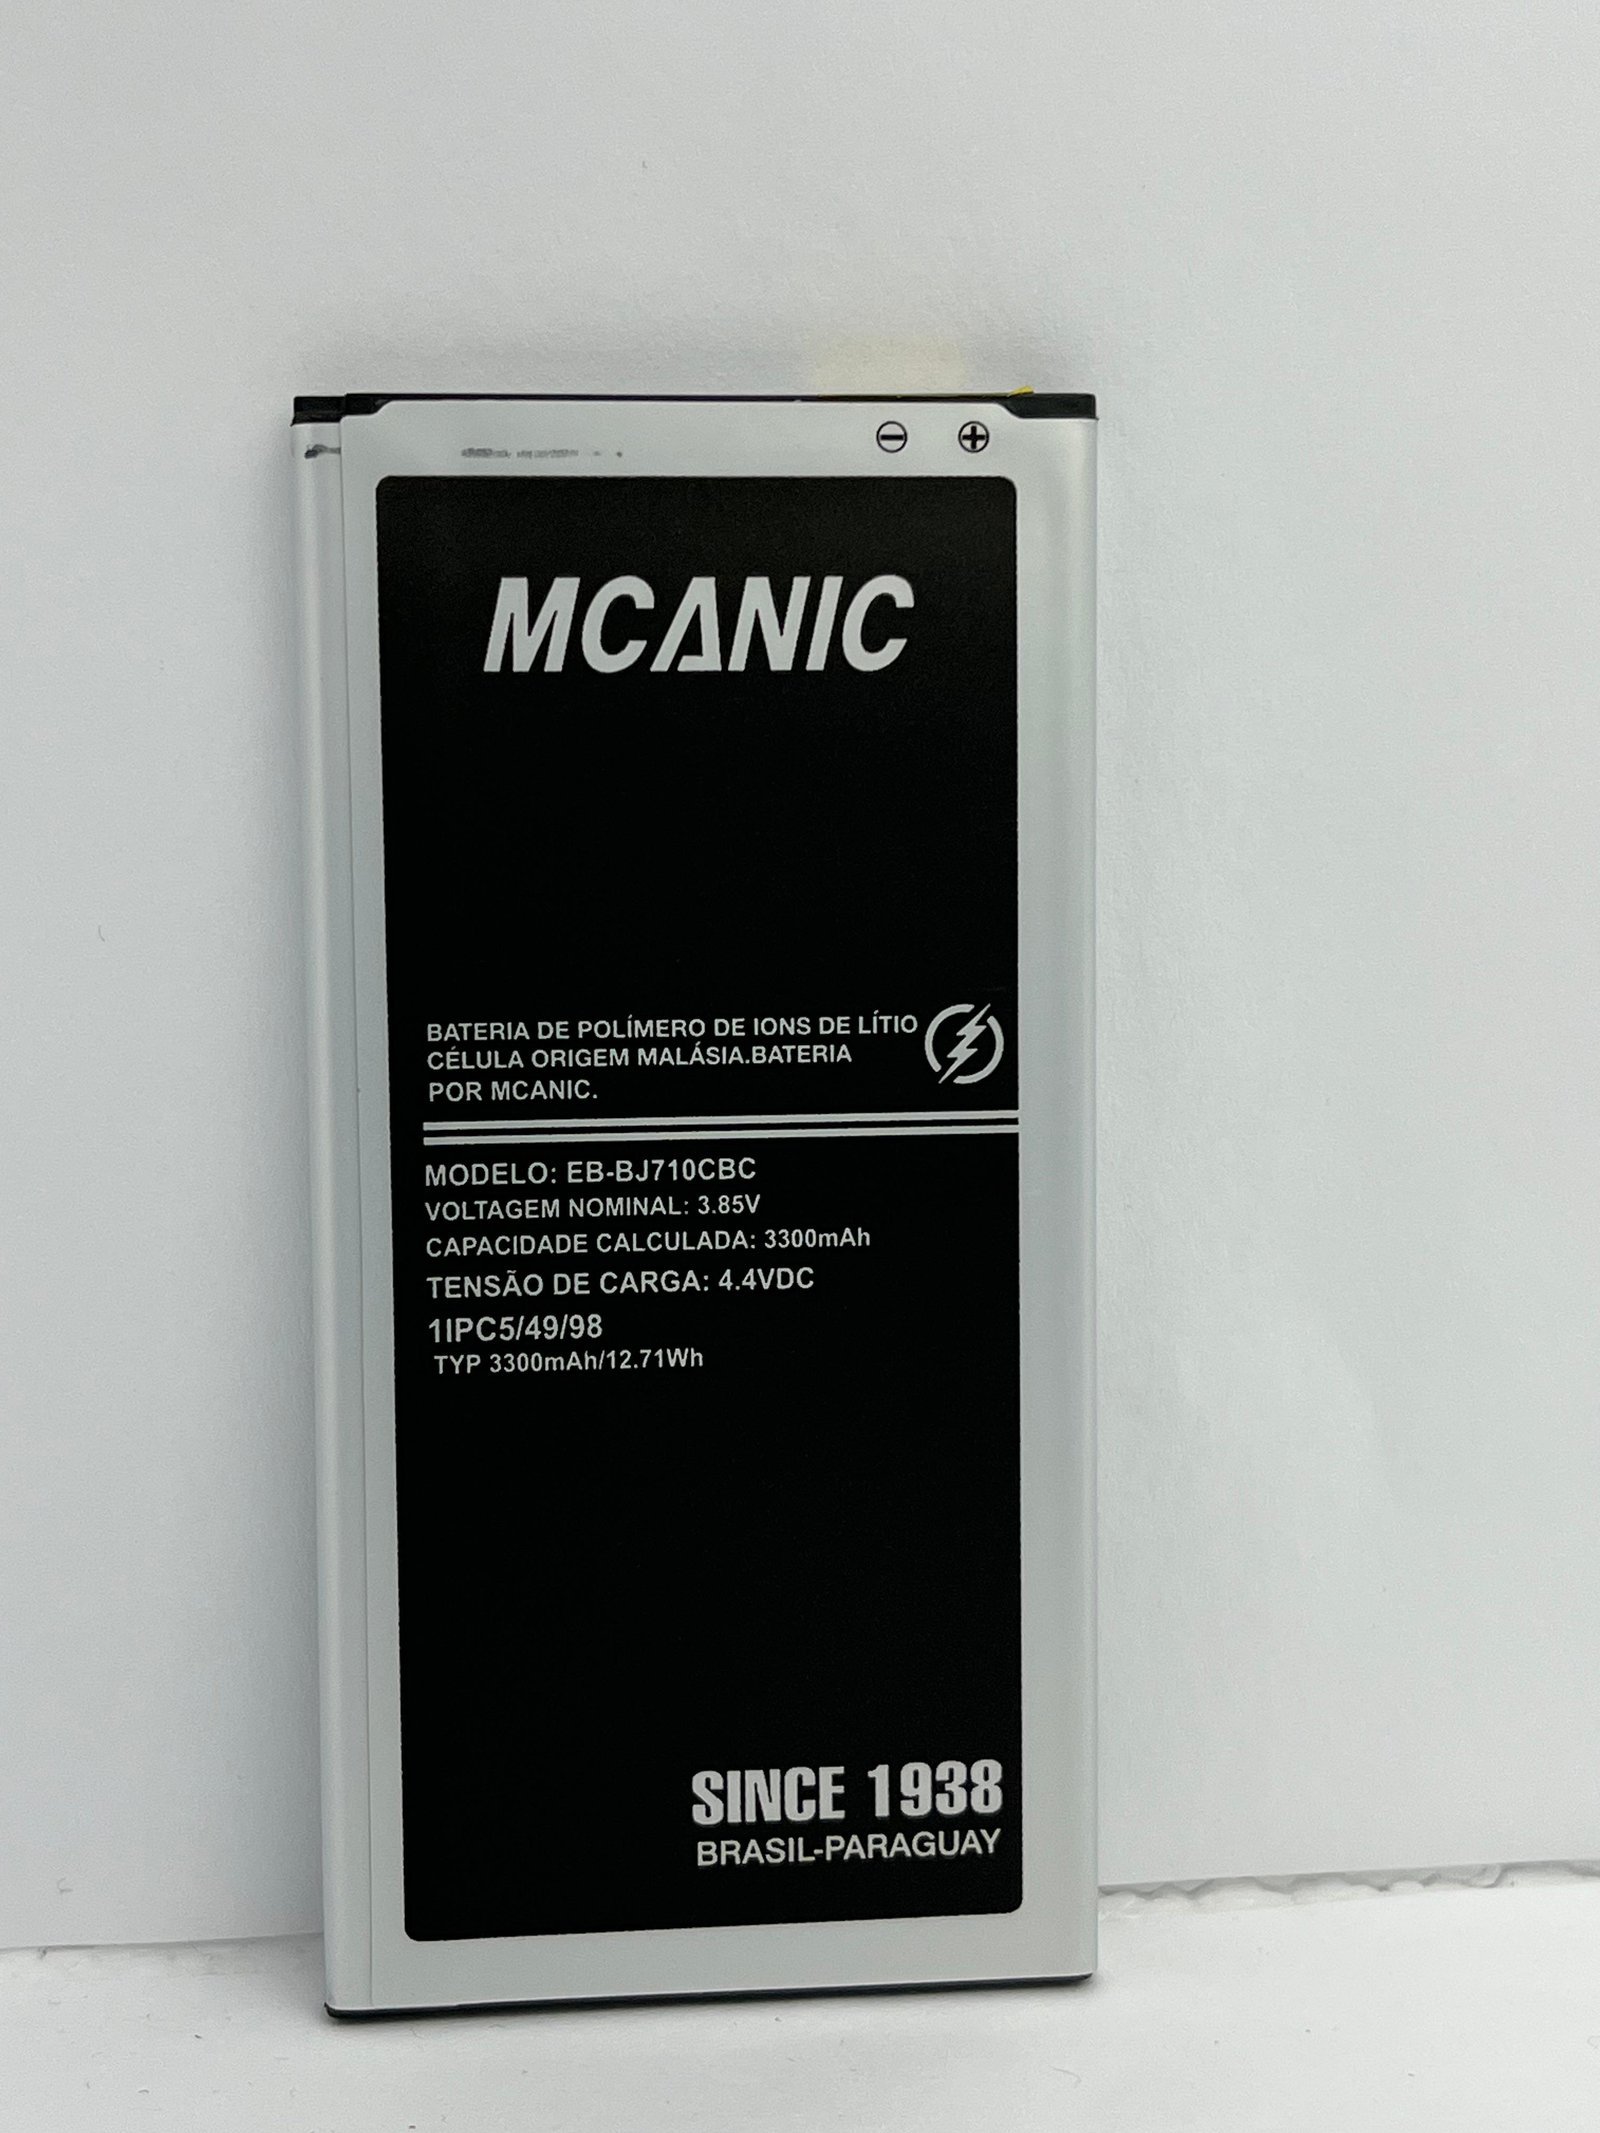 MCANIC
BATERIA DE POLÍMERO DE IONS DE LÍTIO
CÉLULA ORIGEM MALÁSIA.BATERIA
POR MCANIC.
MODELO: EB-BJ710CBC
VOLTAGEM NOMINAL: 3.85V
CAPACIDADE CALCULADA: 3300mAh
TENSÃO DE CARGA: 4.4VDC
1IPC5/49/98
TYP 3300mAh/12.71Wh
SINCE 1938
BRASIL-PARAGUAY